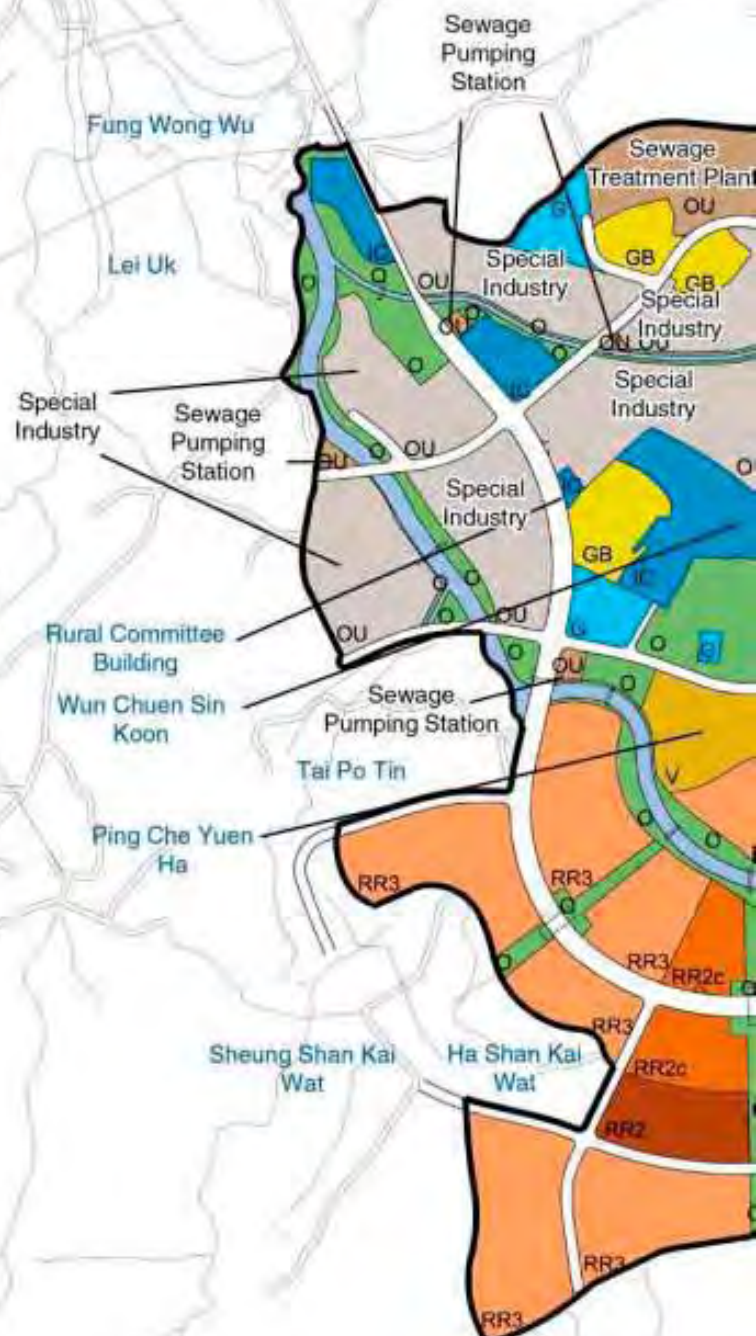 Sewage
Pumping
Station
Fung Wong Wu
Sewage
Treatment Plant
OU
G
IC
GB
GB
Lei Uk
O
O
OU
Special
Industry
Special
Industry
OU
O
O
O
OU
O
IC
Special
Industry
Special
Industry
Sewage
Pumping
Station
OU
O
OU
Special
Industry
GB
IC
O
O
O
OU
OU
G
O
G
Rural Committee
Building
O
OU
O
Wun Chuen Sin
Koon
Sewage
Pumping Station
Tai Po Tin
V
Ping Che Yuen
Ha
O
O
RR3
RR3
O
O
RR3
RR2c
O
RR3
Sheung Shan Kai
Wat
Ha Shan Kai
Wat
RR2c
RR2
RR3
RR3